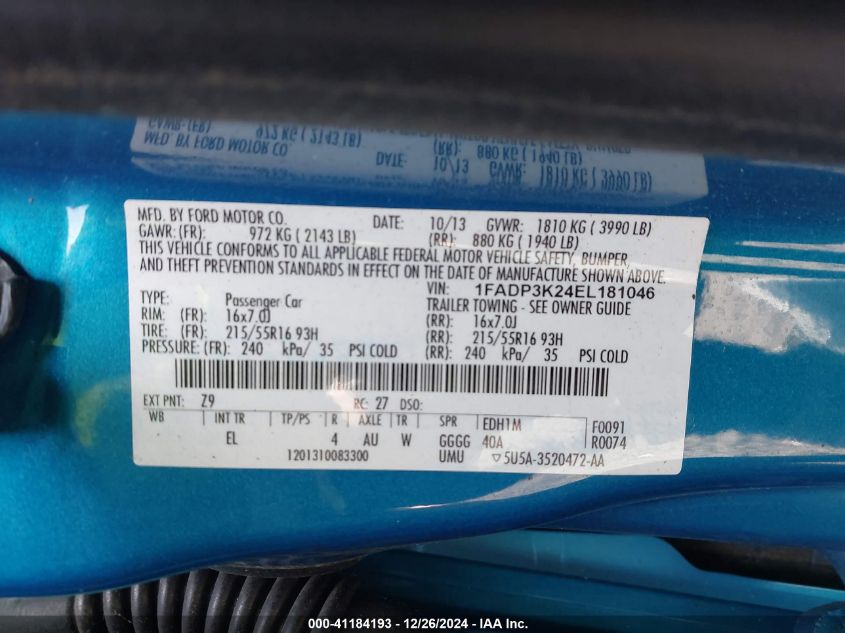 MFD. BY FORD MOTOR CO. DATE: 10/13 GVWR: 1810 KG ( 3990 LB)
GAWR: (FR): 972 KG ( 2143 LB) (RR): 880 KG ( 1940 LB)
THIS VEHICLE CONFORMS TO ALL APPLICABLE FEDERAL MOTOR VEHICLE SAFETY, BUMPER,
AND THEFT PREVENTION STANDARDS IN EFFECT ON THE DATE OF MANUFACTURE SHOWN ABOVE.
VIN: 1FADP3K24EL181046
TYPE: Passenger Car TRAILER TOWING - SEE OWNER GUIDE
RIM: (FR): 16x7.0J (RR): 16x7.0J
TIRE: (FR): 215/55R16 93H (RR): 215/55R16 93H
PRESSURE: (FR): 240 kPa/ 35 PSI COLD (RR): 240 kPa/ 35 PSI COLD
EXT PNT: Z9 RC: 27 DSO:
WB INT TR TP/PS R AXLE TR SPR EDH1M F0091
EL 4 AU W GGGG 40A R0074
1201310083300 UMU ▽5U5A-3520472-AA
000-41184193 - 12/26/2024 - IAA Inc.